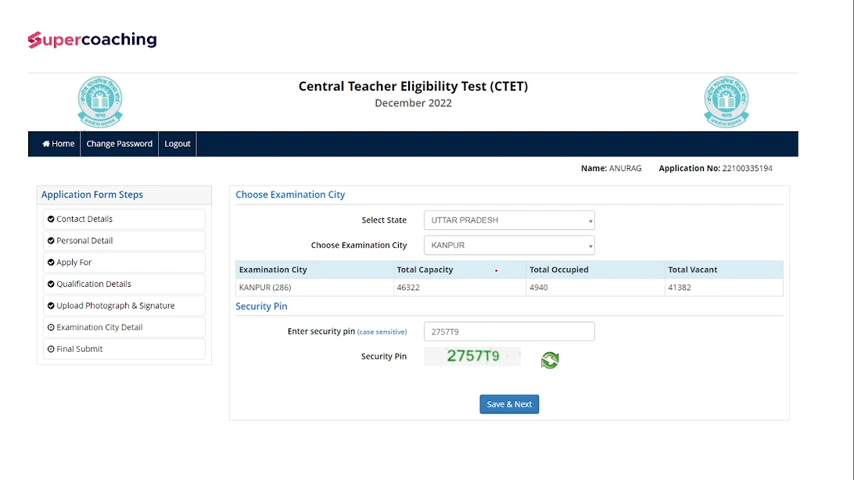 Supercoaching
Central Teacher Eligibility Test (CTET)
December 2022
Home Change Password Logout
Name: ANURAG Application No: 22100335194
Application Form Steps
Contact Details
Personal Detail
Apply For
Qualification Details
Upload Photograph & Signature
Examination City Detail
Final Submit
Choose Examination City
Select State UTTAR PRADESH
Choose Examination City KANPUR
Examination City Total Capacity Total Occupied Total Vacant
KANPUR (286) 46322 4940 41382
Security Pin
Enter security pin (case sensitive) 2757T9
Security Pin 2757T9
Save & Next